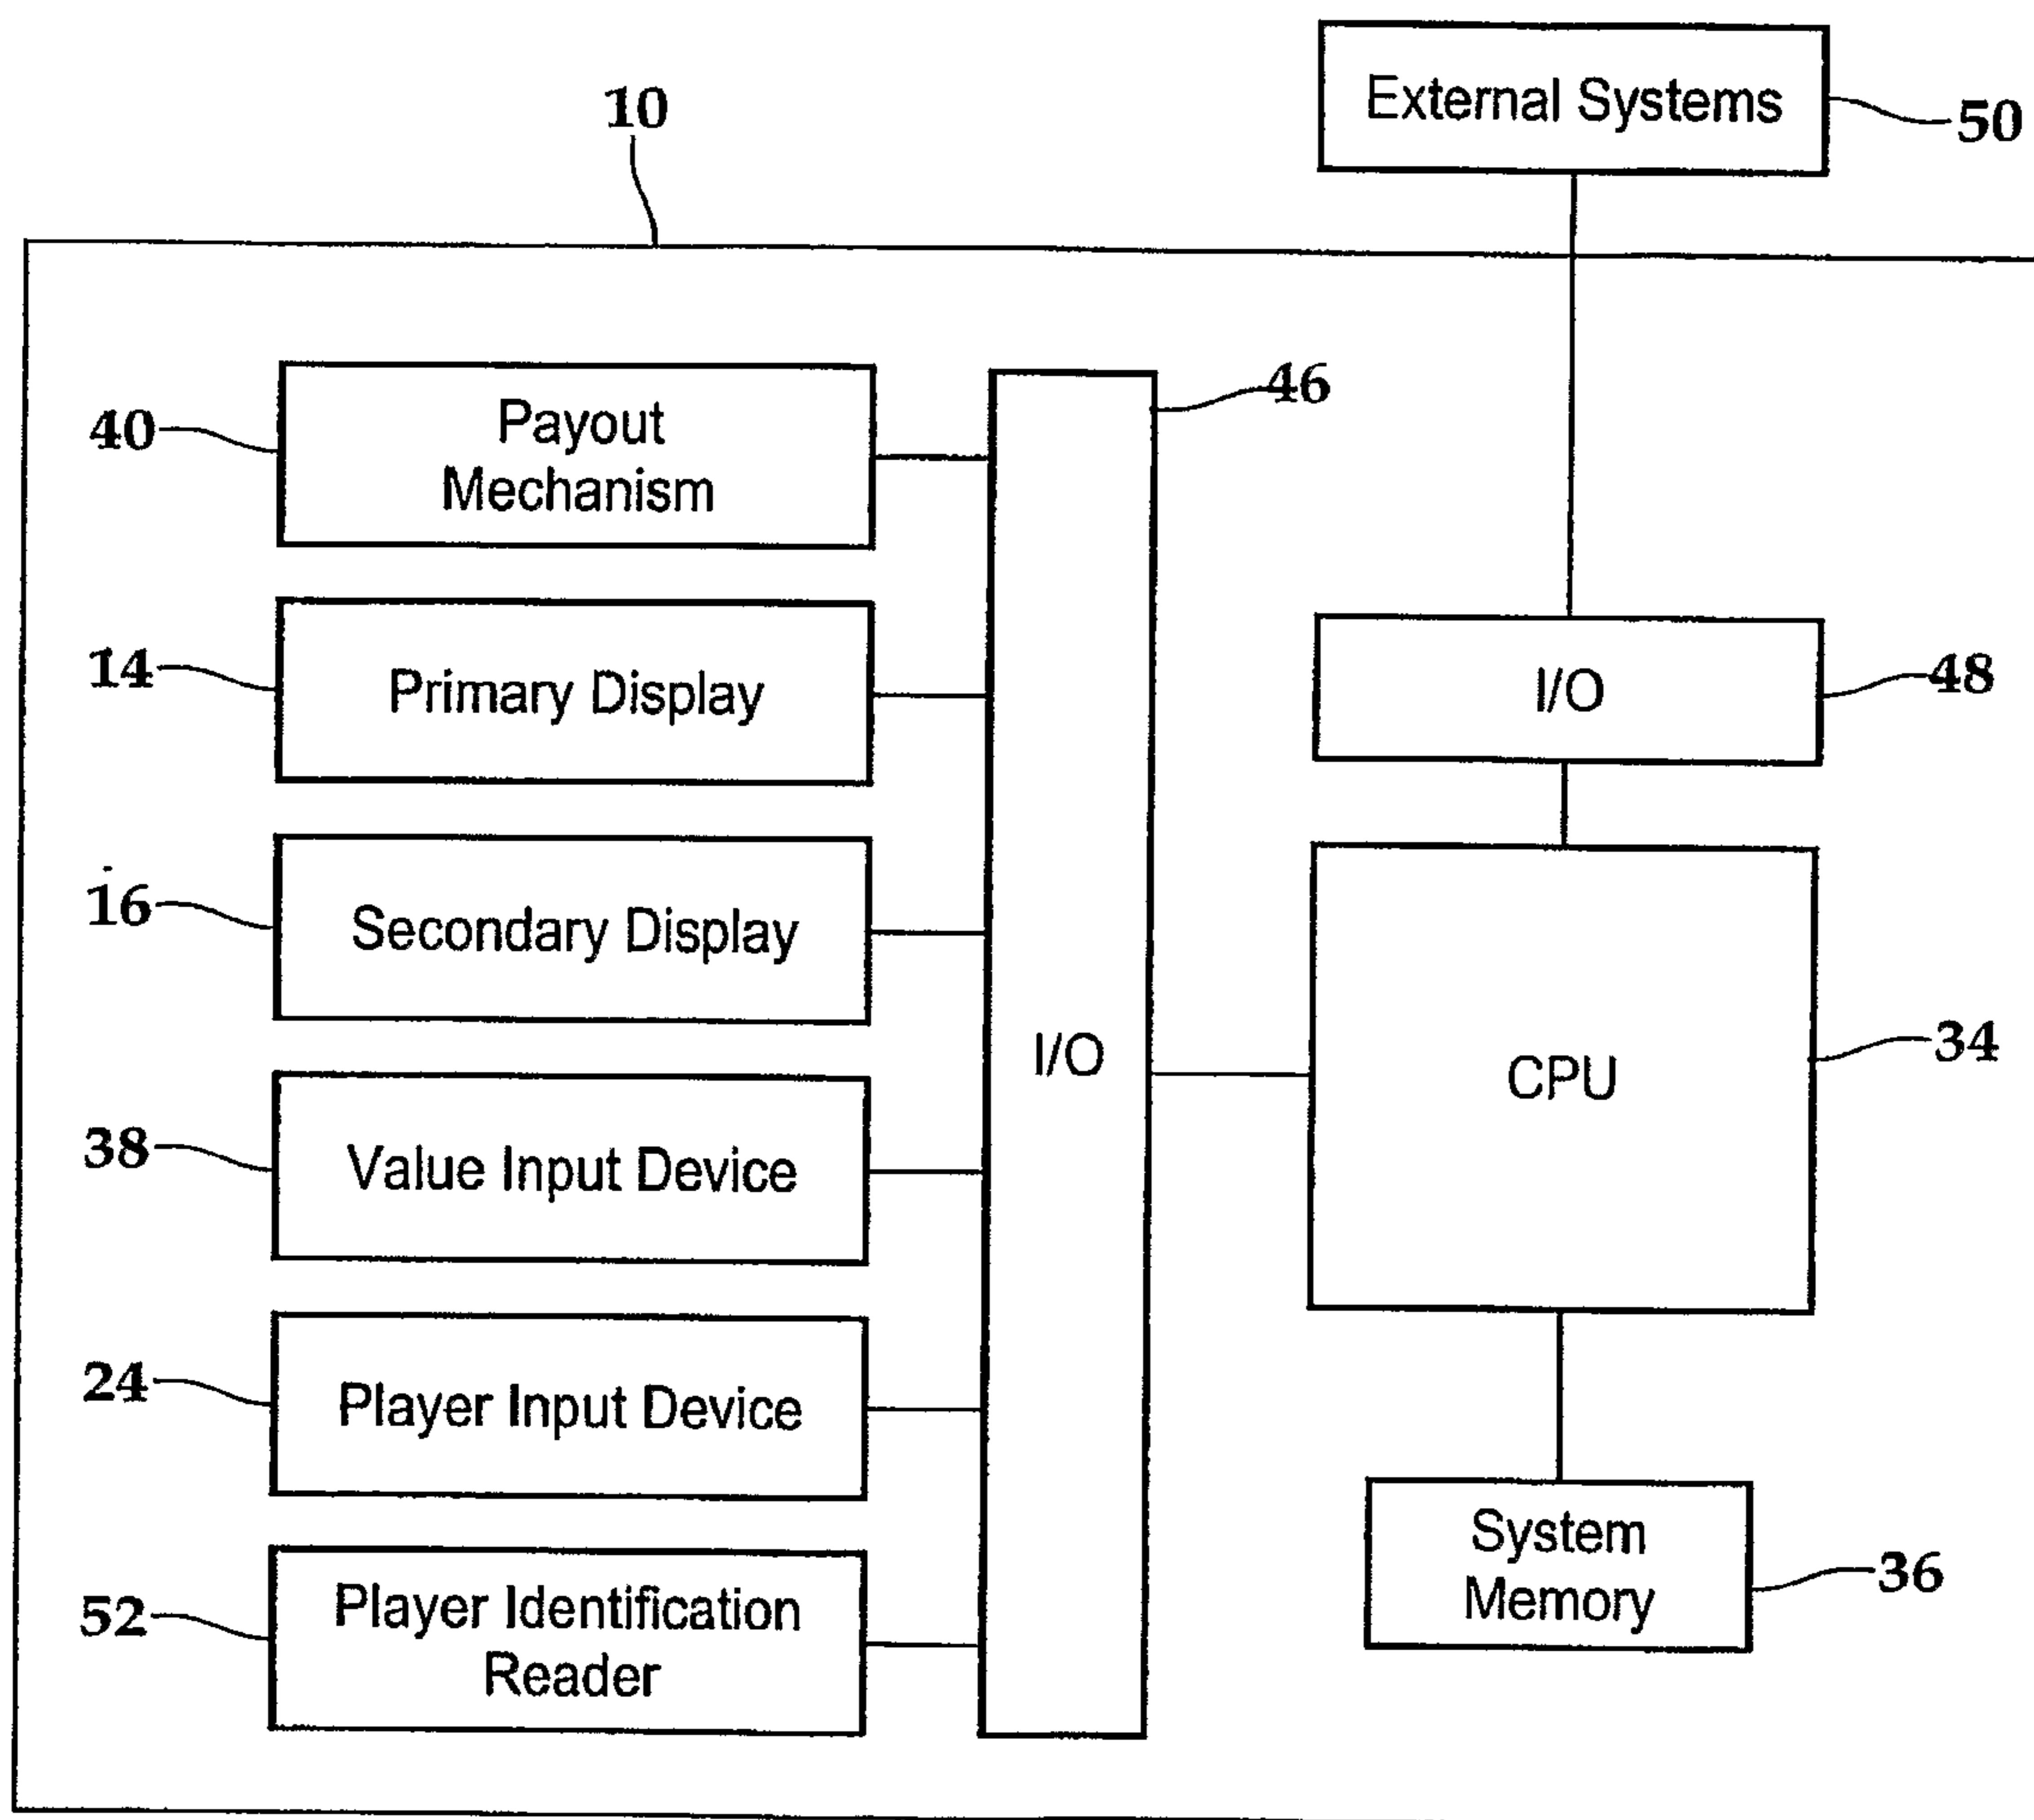 External Systems
50
10
40
Payout
Mechanism
46
14
Primary Display
I/O
48
16
Secondary Display
I/O
CPU
34
38
Value Input Device
24
Player Input Device
System
Memory
36
52
Player Identification
Reader